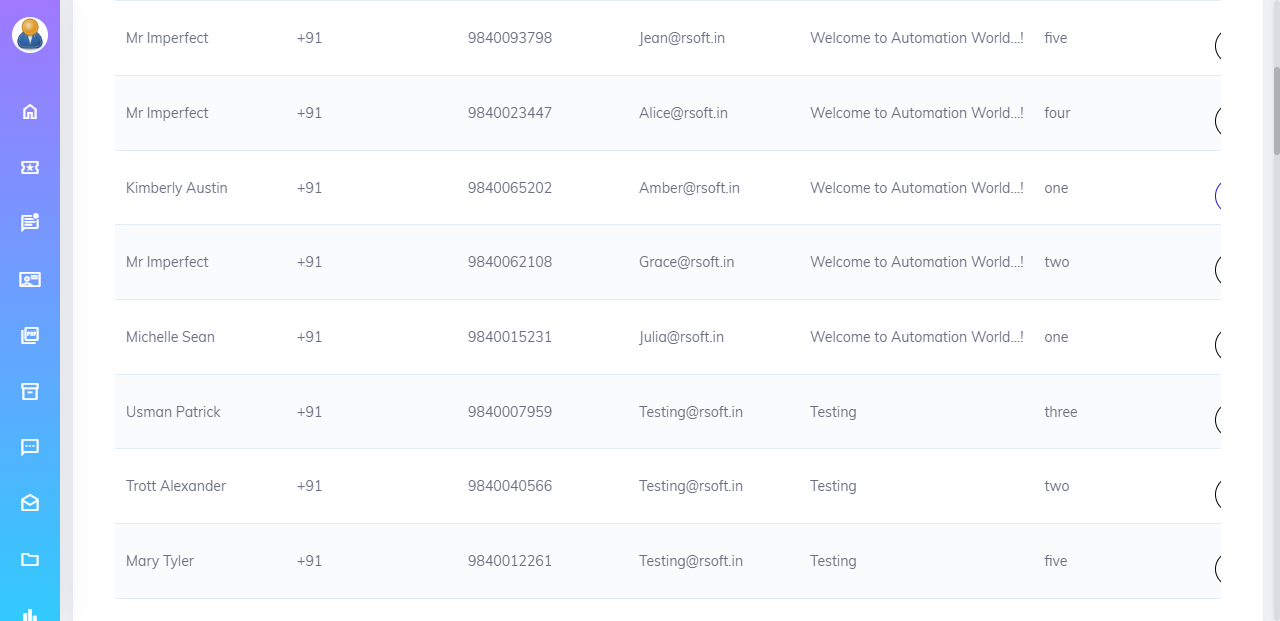 Mr Imperfect +91 9840093798 Jean@rsoft.in Welcome to Automation World...! five
Mr Imperfect +91 9840023447 Alice@rsoft.in Welcome to Automation World...! four
Kimberly Austin +91 9840065202 Amber@rsoft.in Welcome to Automation World...! one
Mr Imperfect +91 9840062108 Grace@rsoft.in Welcome to Automation World...! two
Michelle Sean +91 9840015231 Julia@rsoft.in Welcome to Automation World...! one
Usman Patrick +91 9840007959 Testing@rsoft.in Testing three
Trott Alexander +91 9840040566 Testing@rsoft.in Testing two
Mary Tyler +91 9840012261 Testing@rsoft.in Testing five